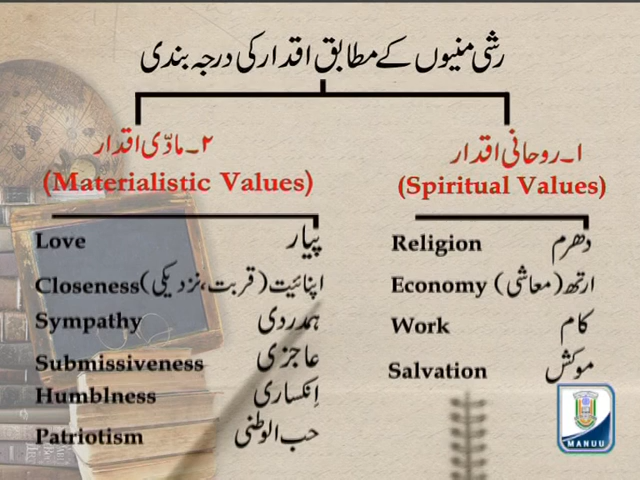 رشی منیوں کے مطابق اقدار کی درجہ بندی
۱۔روحانی اقدار
(Spiritual Values)
Religion دھرم
Economy ارتھ(معاشی)
Work کام
Salvation موکش
۲۔مادّی اقدار
(Materialistic Values)
Love پیار
Closeness اپنائیت(قربت،نزدیکی)
Sympathy ہمدردی
Submissiveness عاجزی
Humblness اِنکساری
Patriotism حب الوطنی
MANUU